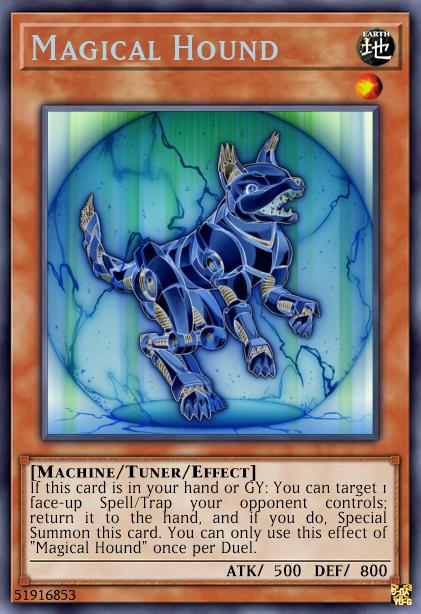 MAGICAL HOUND
EARTH
地
[MACHINE/TUNER/EFFECT]
If this card is in your hand or GY: You can target 1
face-up Spell/Trap your opponent controls;
return it to the hand, and if you do, Special
Summon this card. You can only use this effect of
"Magical Hound" once per Duel.
ATK/ 500 DEF/ 800
51916853